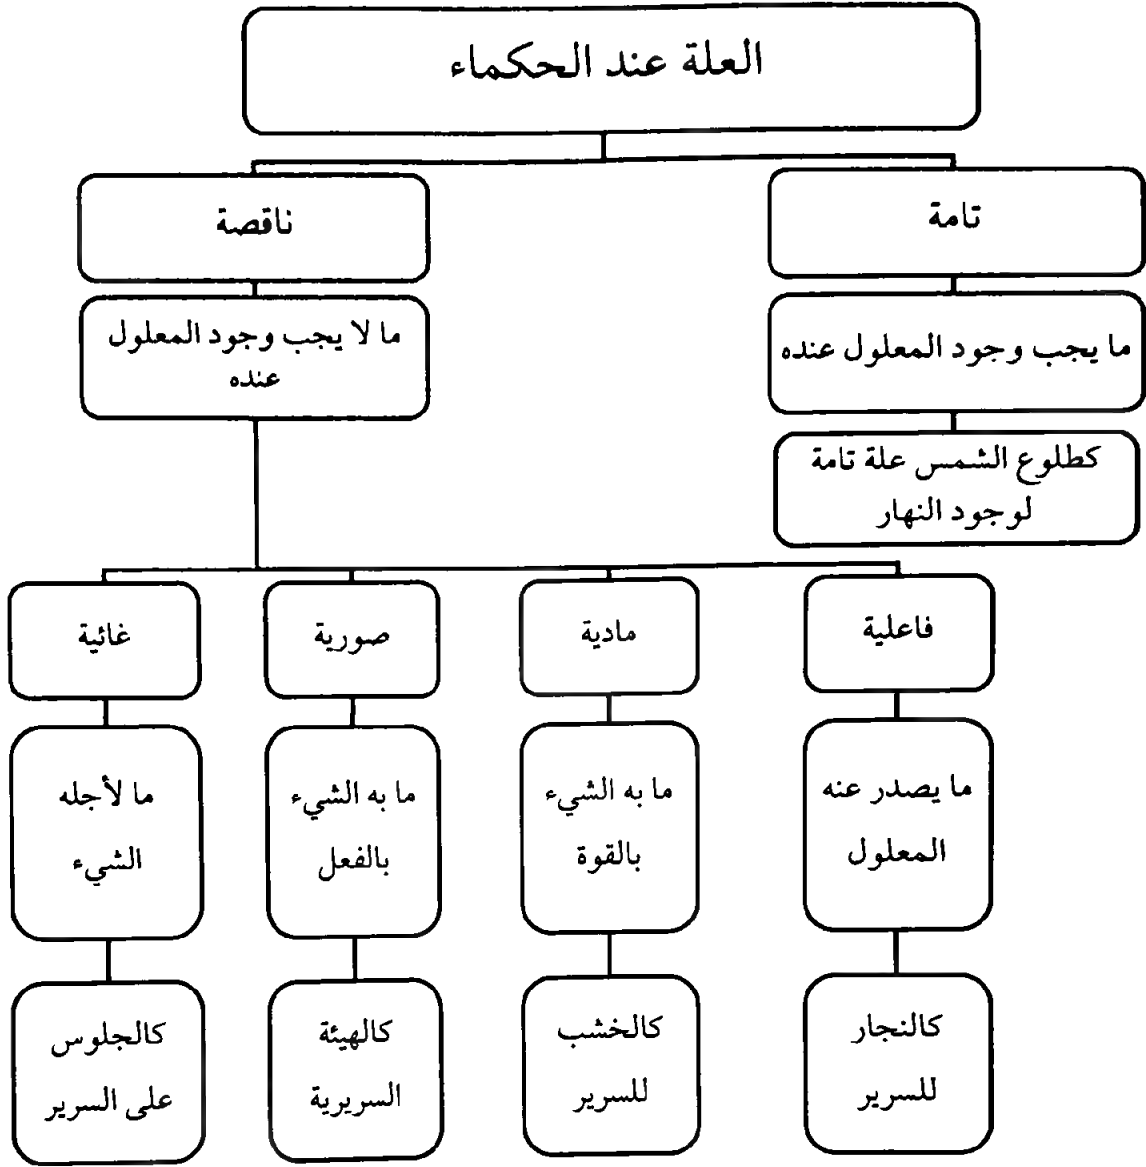 العلة عند الحكماء
تامة
ناقصة
ما يجب وجود المعلول عنده
ما لا يجب وجود المعلول
عنده
كطلوع الشمس علة تامة
لوجود النهار
فاعلية
مادية
صورية
غائية
ما يصدر عنه
المعلول
ما به الشيء
بالقوة
ما به الشيء
بالفعل
ما لأجله
الشيء
كالنجار
للسرير
كالخشب
للسرير
كالهيئة
السريرية
كالجلوس
على السرير